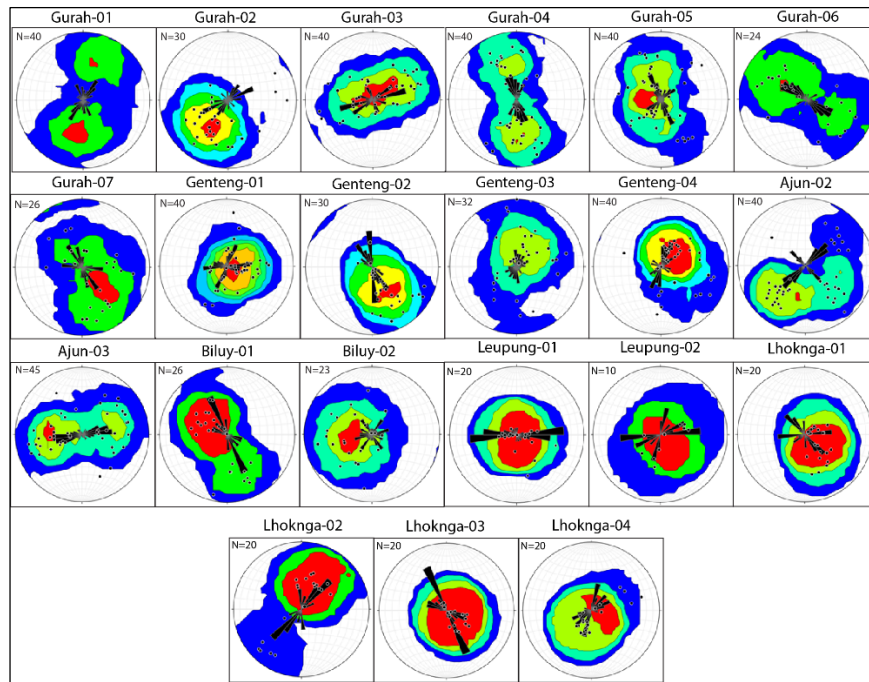 Gurah-01 Gurah-02 Gurah-03 Gurah-04 Gurah-05 Gurah-06
N=40 N=30 N=40 N=40 N=40 N=24
Gurah-07 Genteng-01 Genteng-02 Genteng-03 Genteng-04 Ajun-02
N=26 N=40 N=30 N=32 N=40 N=40
Ajun-03 Biluy-01 Biluy-02 Leupung-01 Leupung-02 Lhoknga-01
N=45 N=26 N=23 N=20 N=10 N=20
Lhoknga-02 Lhoknga-03 Lhoknga-04
N=20 N=20 N=20